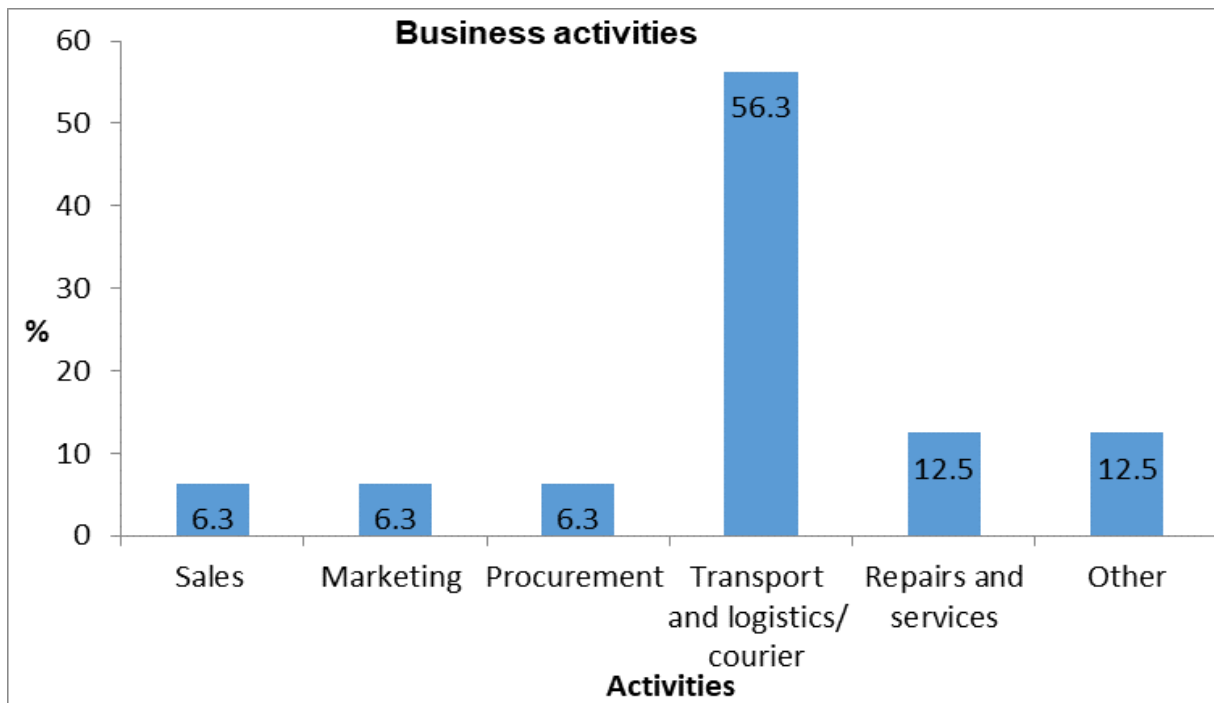 Business activities
60
50
40
30
20
10
0
%
56.3
12.5
12.5
6.3
6.3
6.3
Sales
Marketing
Procurement
Transport
and logistics/
courier
Repairs and
services
Other
Activities